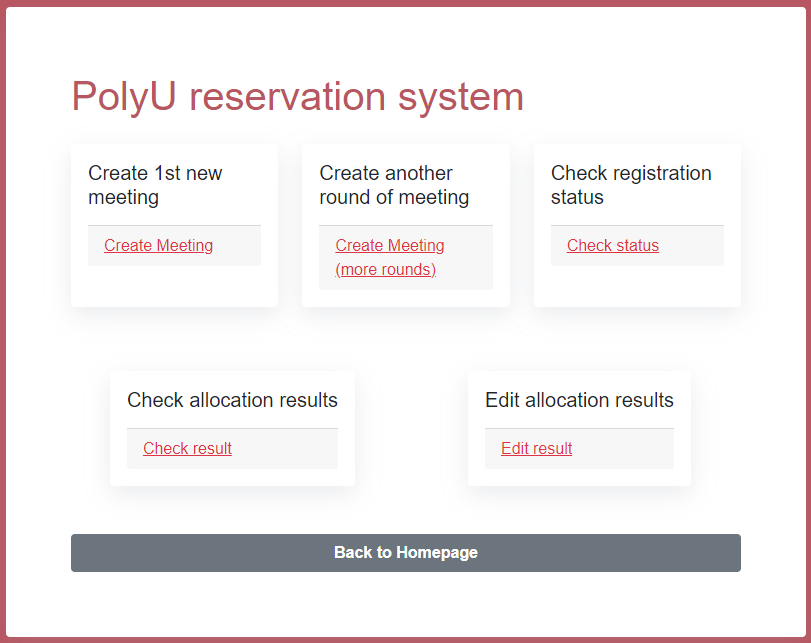 PolyU reservation system
Create 1st new
meeting
Create Meeting
Create another
round of meeting
Create Meeting
(more rounds)
Check registration
status
Check status
Check allocation results
Check result
Edit allocation results
Edit result
Back to Homepage